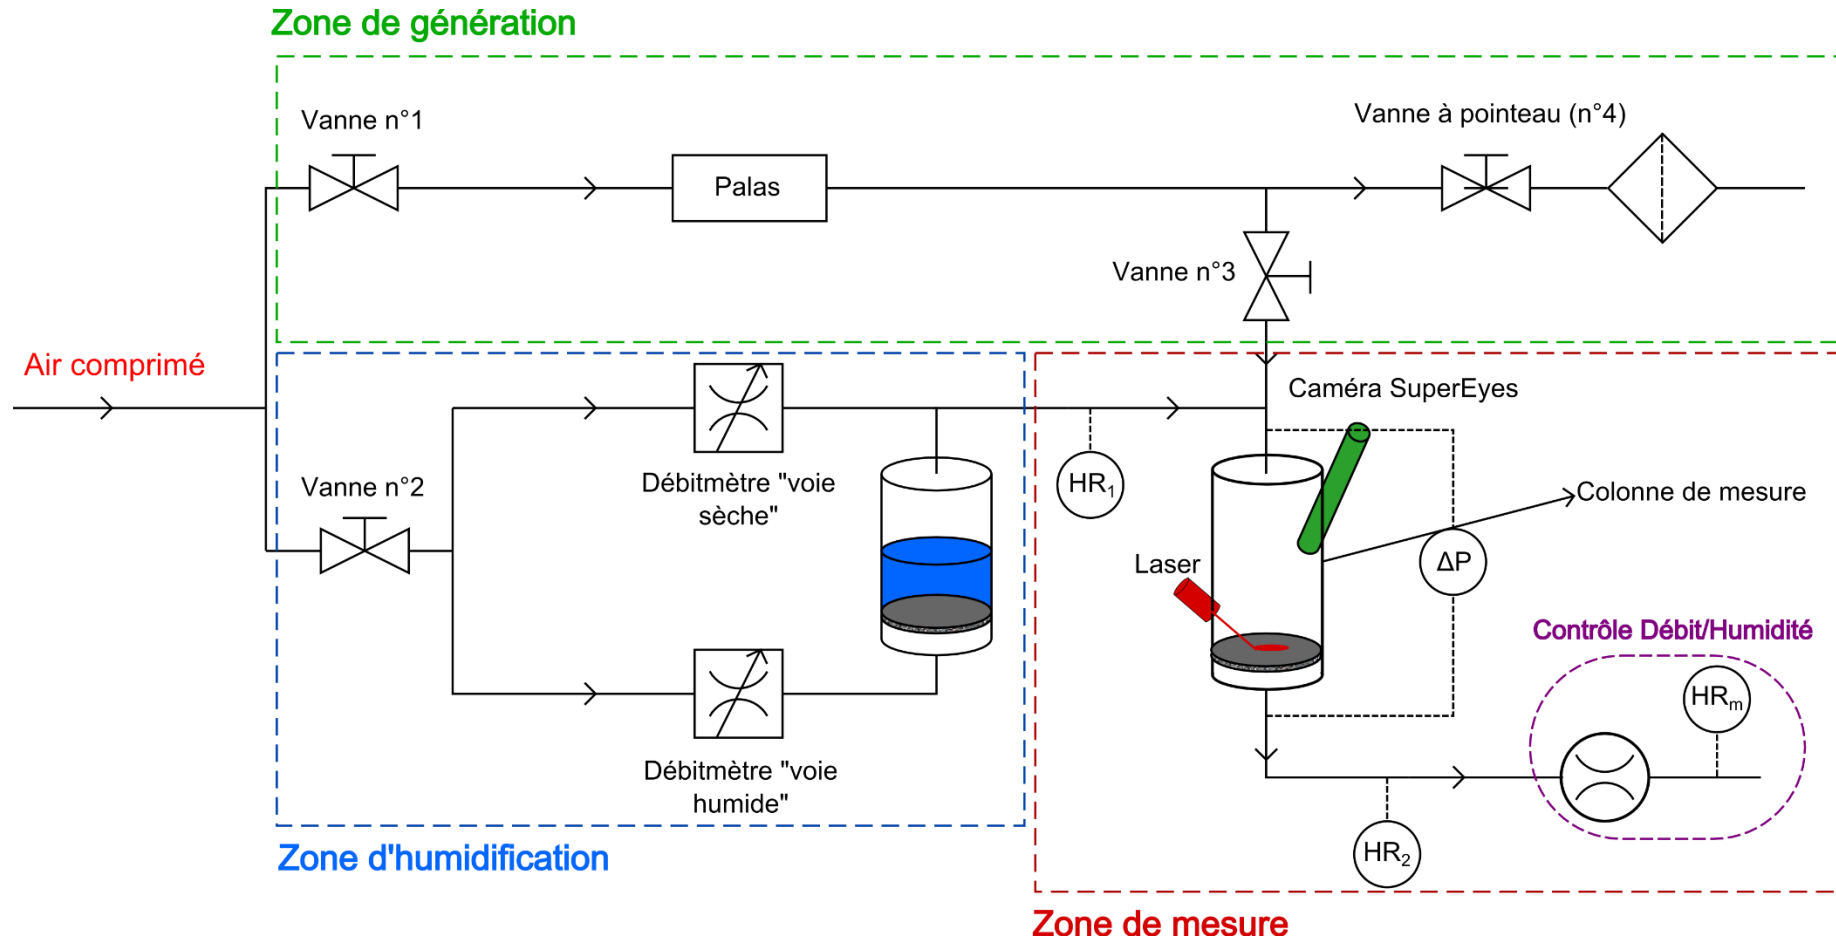 Zone de génération
Vanne n°1
Vanne à pointeau (n°4)
Palas
Vanne n°3
Air comprimé
Caméra SuperEyes
Vanne n°2
Débitmètre "voie
sèche"
HR₁
Colonne de mesure
Laser
ΔP
Contrôle Débit/Humidité
HRₘ
Débitmètre "voie
humide"
HR₂
Zone d'humidification
Zone de mesure